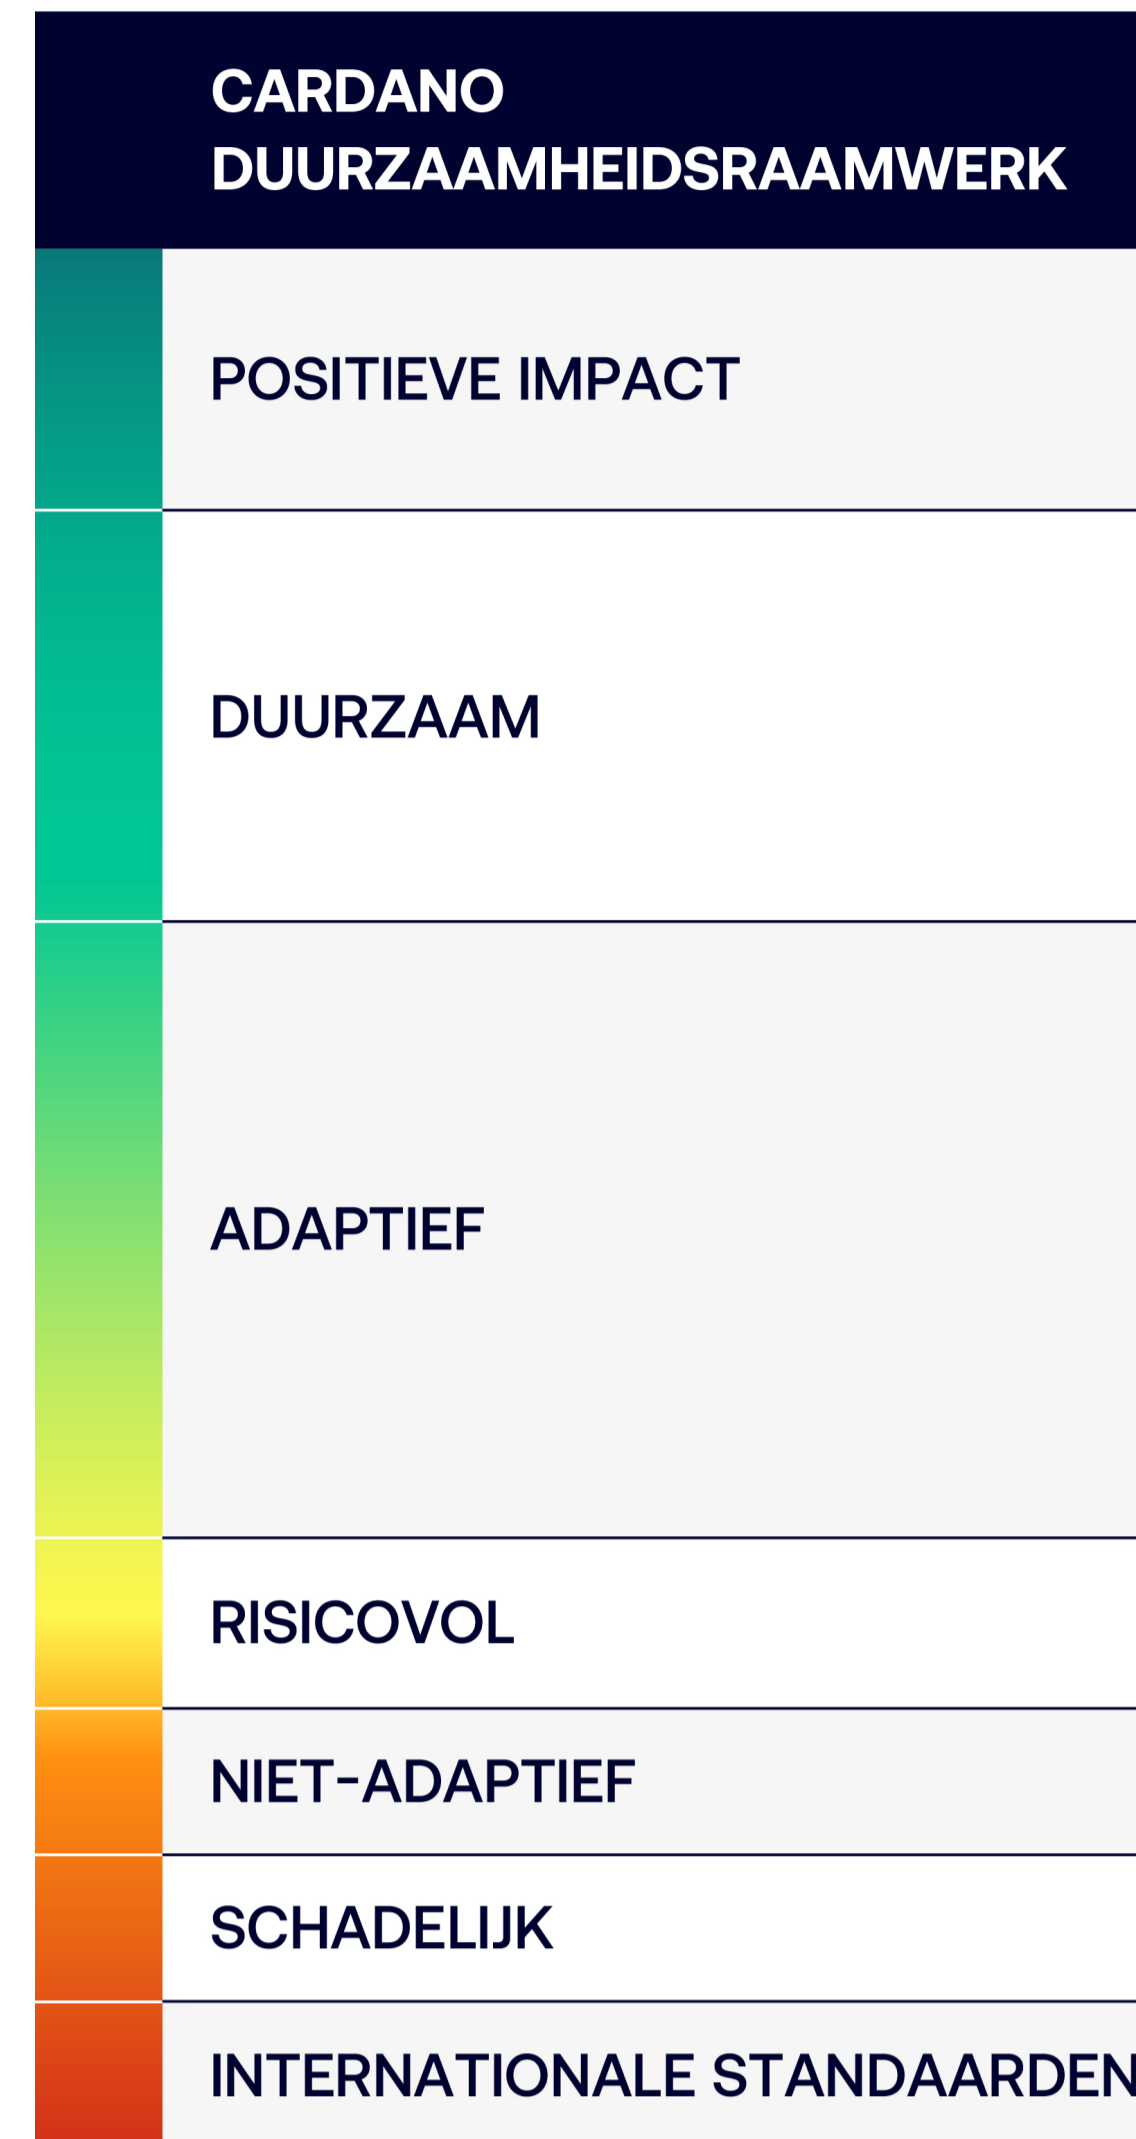 CARDANO
DUURZAAMHEIDSRAAMWERK
POSITIEVE IMPACT
DUURZAAM
ADAPTIEF
RISICOVOL
NIET-ADAPTIEF
SCHADELIJK
INTERNATIONALE STANDAARDEN